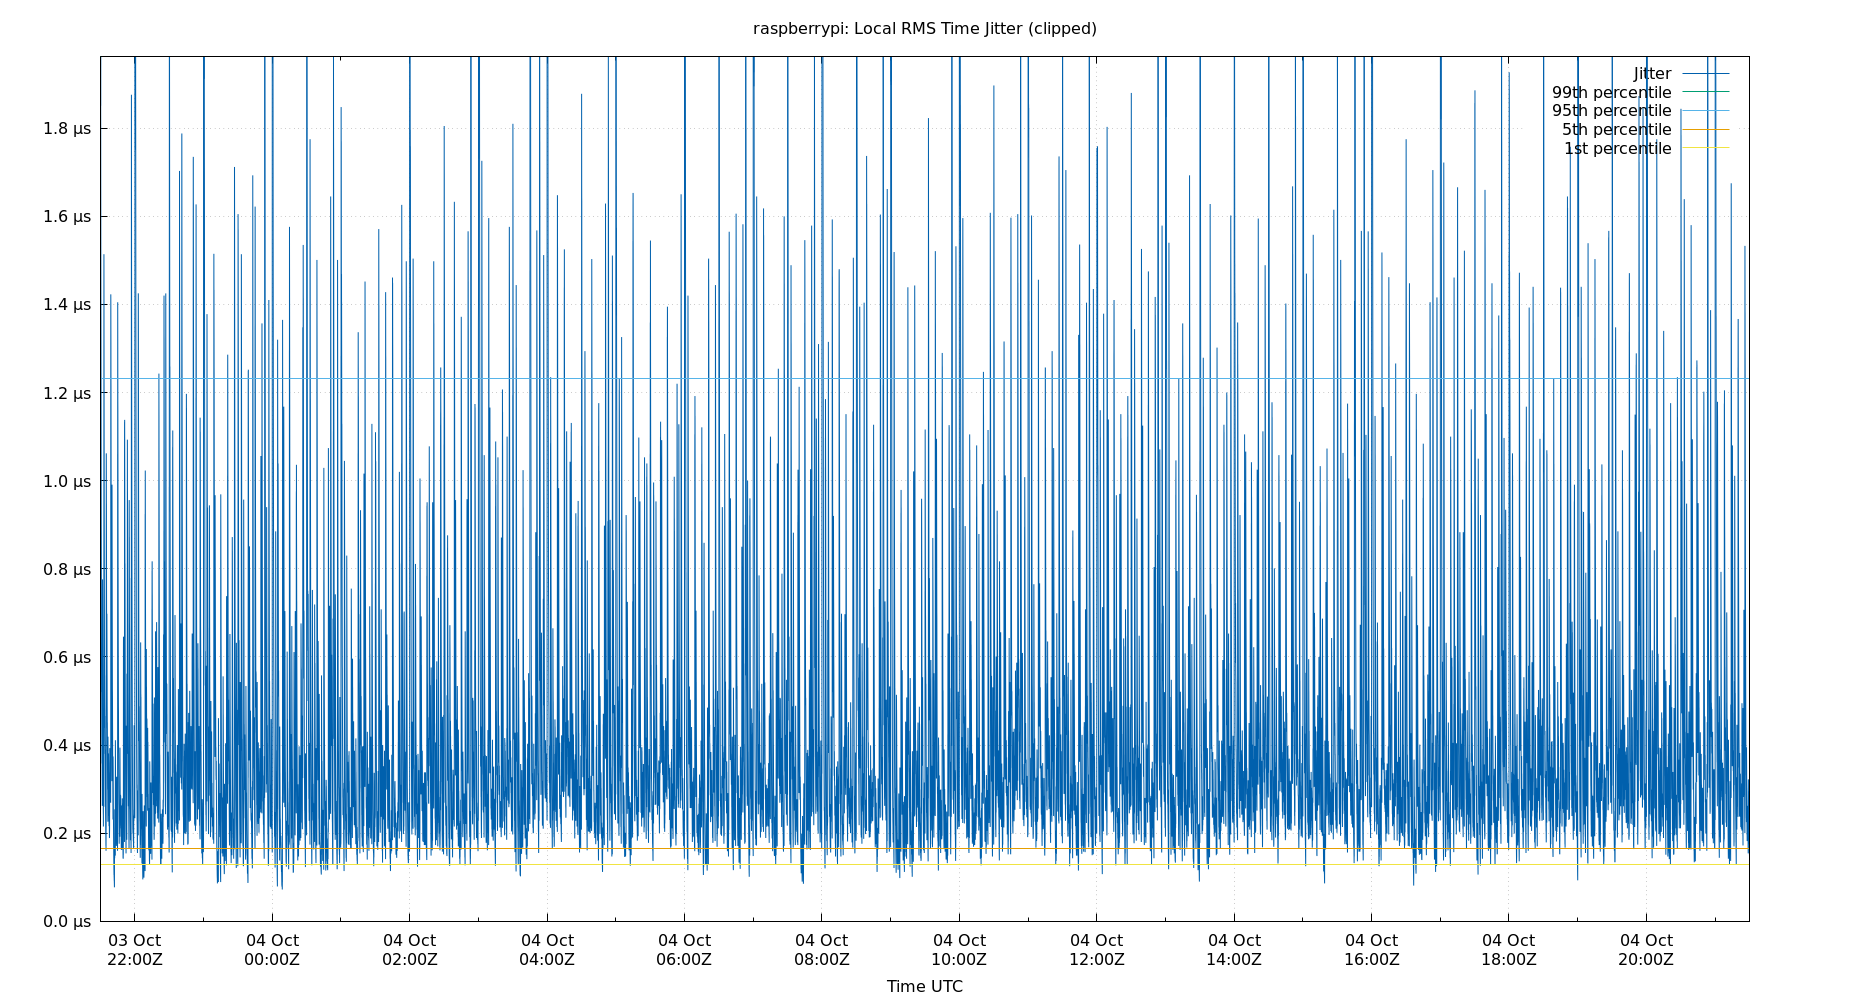 raspberrypi: Local RMS Time Jitter (clipped)
Jitter
99th percentile
95th percentile
5th percentile
1st percentile
1.8 µs
1.6 µs
1.4 µs
1.2 µs
1.0 µs
0.8 µs
0.6 µs
0.4 µs
0.2 µs
0.0 µs
03 Oct 04 Oct 04 Oct 04 Oct 04 Oct 04 Oct 04 Oct 04 Oct 04 Oct 04 Oct 04 Oct 04 Oct
22:00Z 00:00Z 02:00Z 04:00Z 06:00Z 08:00Z 10:00Z 12:00Z 14:00Z 16:00Z 18:00Z 20:00Z
Time UTC